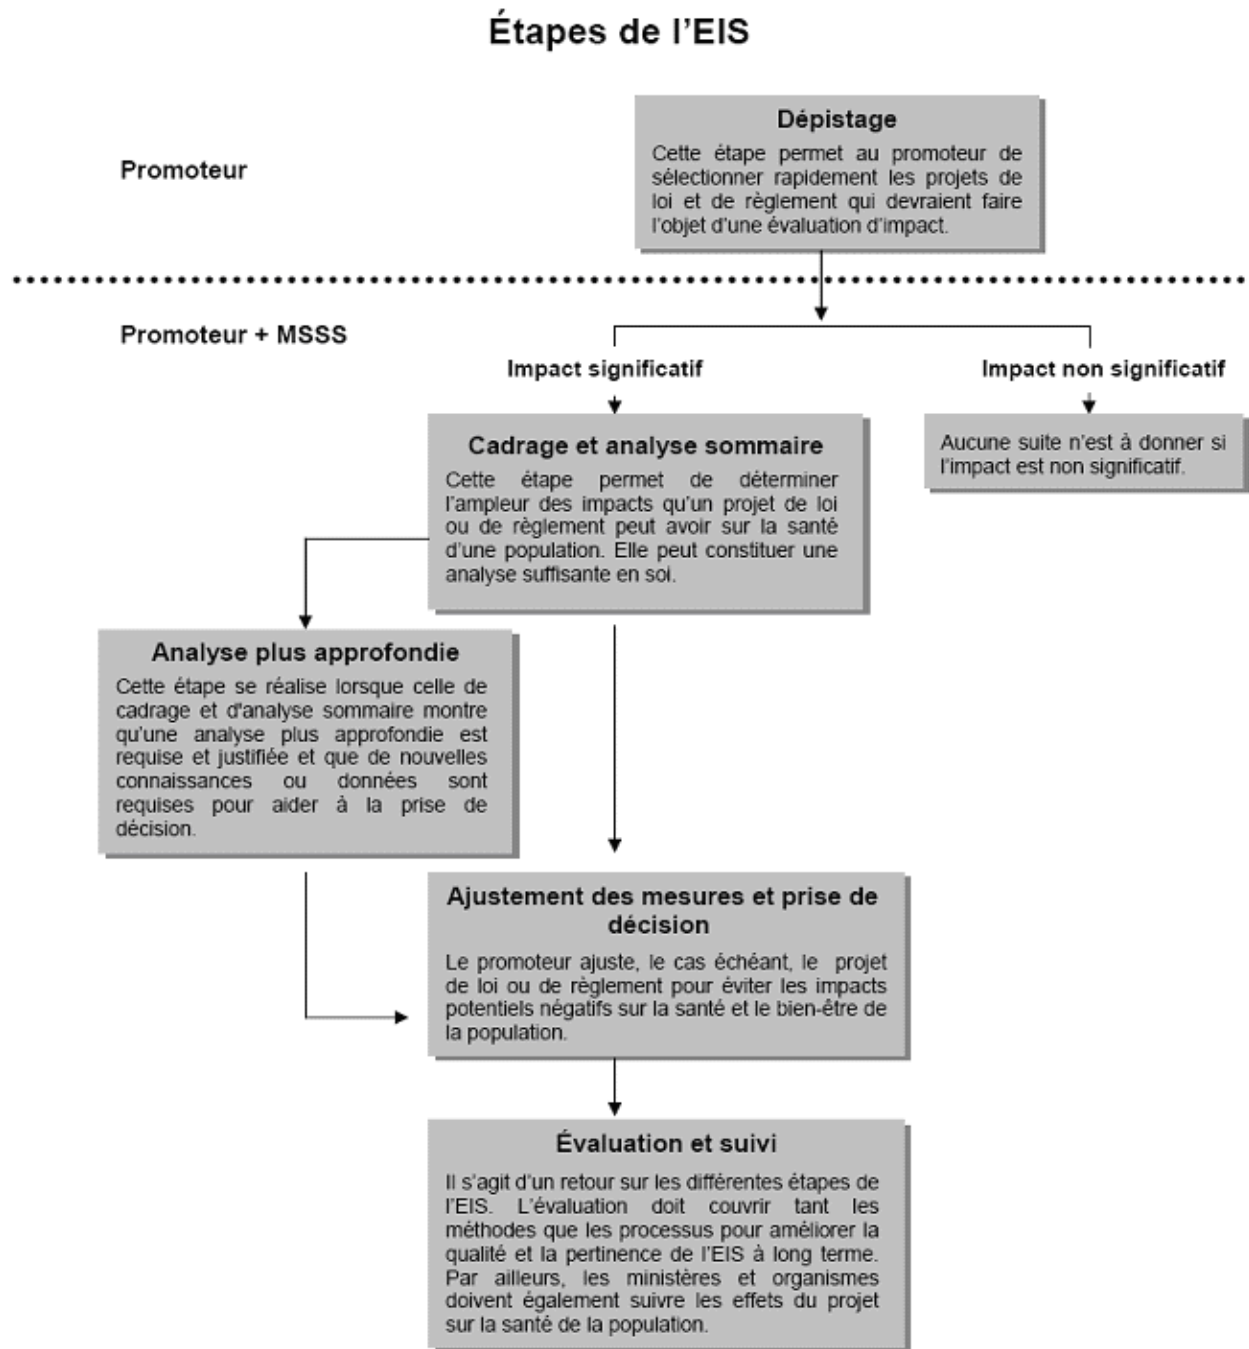 Étapes de l’EIS
Dépistage
Promoteur
Cette étape permet au promoteur de
sélectionner rapidement les projets de
loi et de règlement qui devraient faire
l’objet d’une évaluation d’impact.
Promoteur + MSSS
Impact significatif
Impact non significatif
Cadrage et analyse sommaire
Cette étape permet de déterminer
l’ampleur des impacts qu’un projet de loi
ou de règlement peut avoir sur la santé
d’une population. Elle peut constituer une
analyse suffisante en soi.
Aucune suite n’est à donner si
l’impact est non significatif.
Analyse plus approfondie
Cette étape se réalise lorsque celle de
cadrage et d'analyse sommaire montre
qu’une analyse plus approfondie est
requise et justifiée et que de nouvelles
connaissances ou données sont
requises pour aider à la prise de
décision.
Ajustement des mesures et prise de
décision
Le promoteur ajuste, le cas échéant, le projet
de loi ou de règlement pour éviter les impacts
potentiels négatifs sur la santé et le bien-être de
la population.
Évaluation et suivi
Il s’agit d’un retour sur les différentes étapes de
l’EIS. L’évaluation doit couvrir tant les
méthodes que les processus pour améliorer la
qualité et la pertinence de l’EIS à long terme.
Par ailleurs, les ministères et organismes
doivent également suivre les effets du projet
sur la santé de la population.